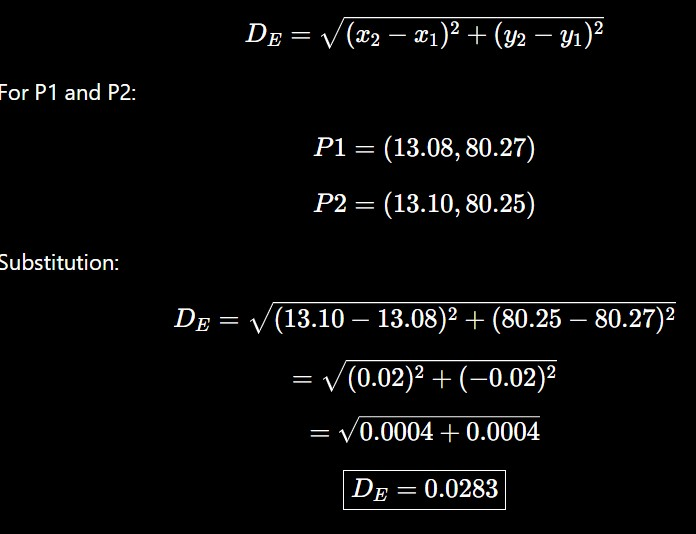 D_E = √((x₂ − x₁)² + (y₂ − y₁)²)
For P1 and P2:
P1 = (13.08, 80.27)
P2 = (13.10, 80.25)
Substitution:
D_E = √((13.10 − 13.08)² + (80.25 − 80.27)²)
= √((0.02)² + (−0.02)²)
= √(0.0004 + 0.0004)
D_E = 0.0283